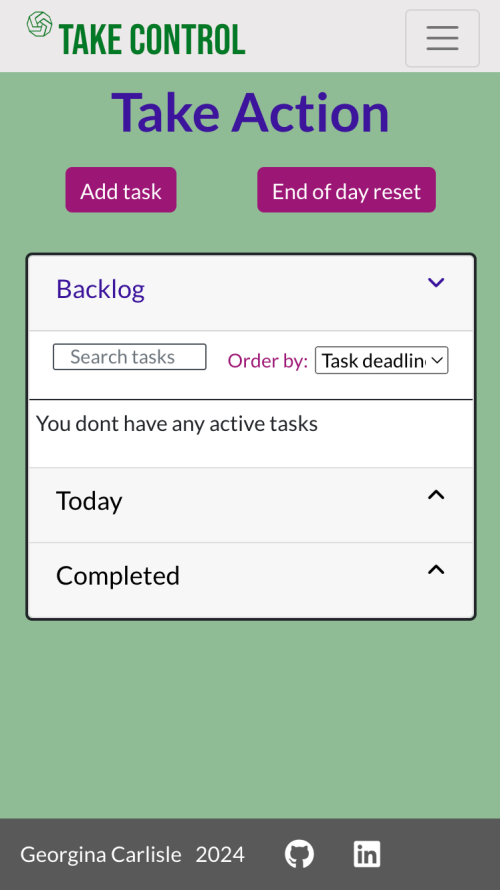 TAKE CONTROL
Take Action
Add task End of day reset
Backlog
Search tasks Order by: Task deadlin
You dont have any active tasks
Today
Completed
Georgina Carlisle 2024
in